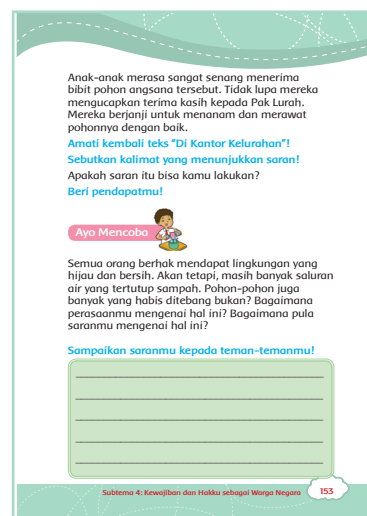 Anak-anak merasa sangat senang menerima
bibit pohon angsana tersebut. Tidak lupa mereka
mengucapkan terima kasih kepada Pak Lurah.
Mereka berjanji untuk menanam dan merawat
pohonnya dengan baik.
Amati kembali teks “Di Kantor Kelurahan”!
Sebutkan kalimat yang menunjukkan saran!
Apakah saran itu bisa kamu lakukan?
Beri pendapatmu!
Ayo Mencoba
Semua orang berhak mendapat lingkungan yang
hijau dan bersih. Akan tetapi, masih banyak saluran
air yang tertutup sampah. Pohon-pohon juga
banyak yang habis ditebang bukan? Bagaimana
perasaanmu mengenai hal ini? Bagaimana pula
saranmu mengenai hal ini?
Sampaikan saranmu kepada teman-temanmu!
Subtema 4: Kewajiban dan Hakku sebagai Warga Negara
153